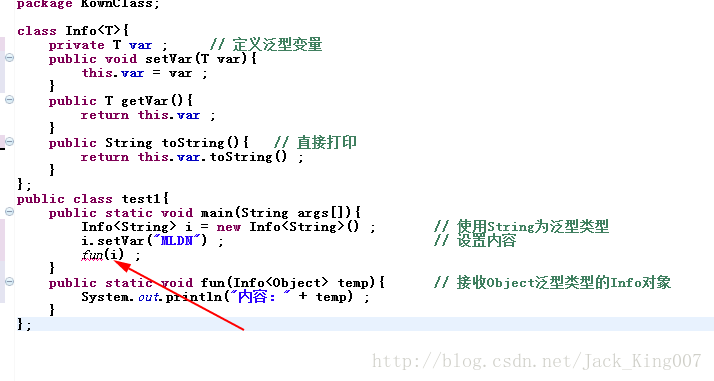 package KownClass;
class Info<T>{
private T var ; // 定义泛型变量
public void setVar(T var){
this.var = var ;
}
public T getVar(){
return this.var ;
}
public String toString(){ // 直接打印
return this.var.toString() ;
}
};
public class test1{
public static void main(String args[]){
Info<String> i = new Info<String>() ; // 使用String为泛型类型
i.setVar("MLDN") ; // 设置内容
fun(i) ;
}
public static void fun(Info<Object> temp){ // 接收Object泛型类型的Info对象
System.out.println("内容：" + temp) ;
}
};
http://blog.csdn.net/Jack_King007